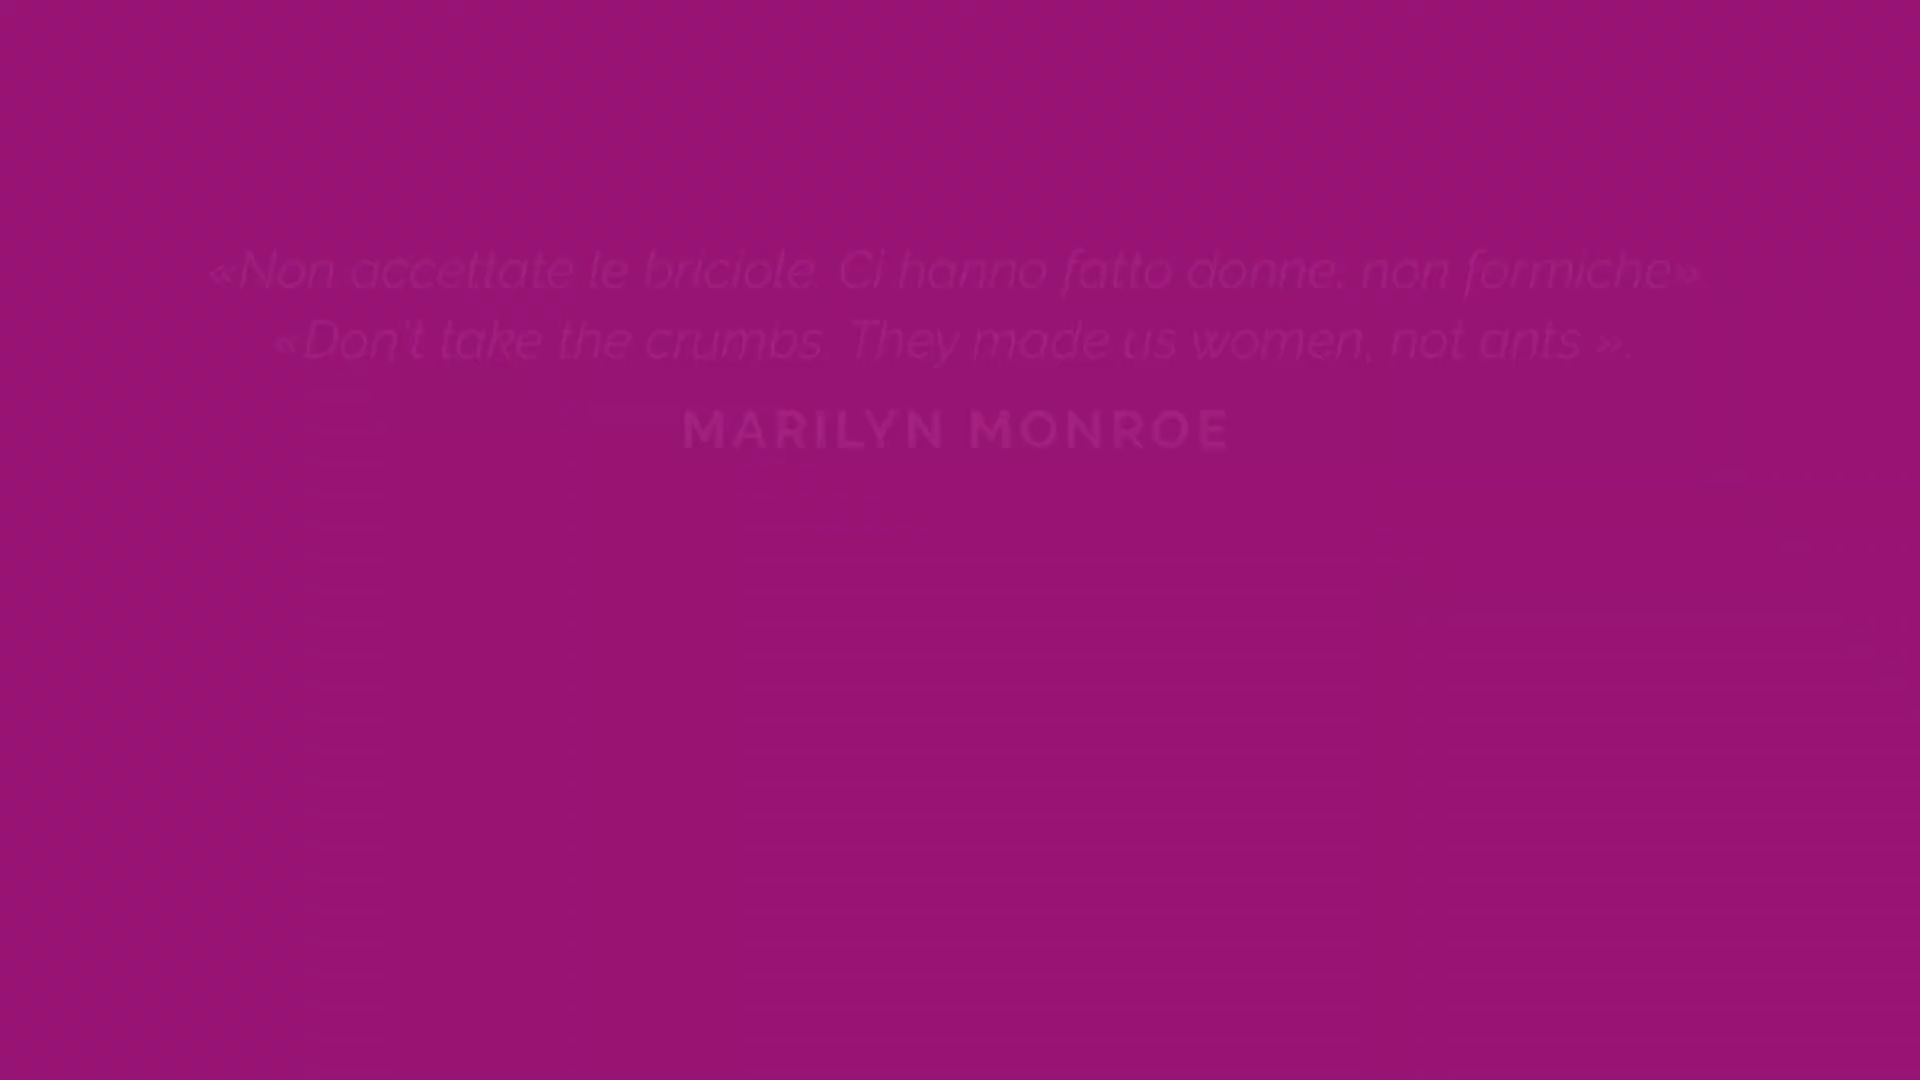 «Non accettate le briciole. Ci hanno fatto donne, non formiche».
«Don't take the crumbs. They made us women, not ants ».
MARILYN MONROE